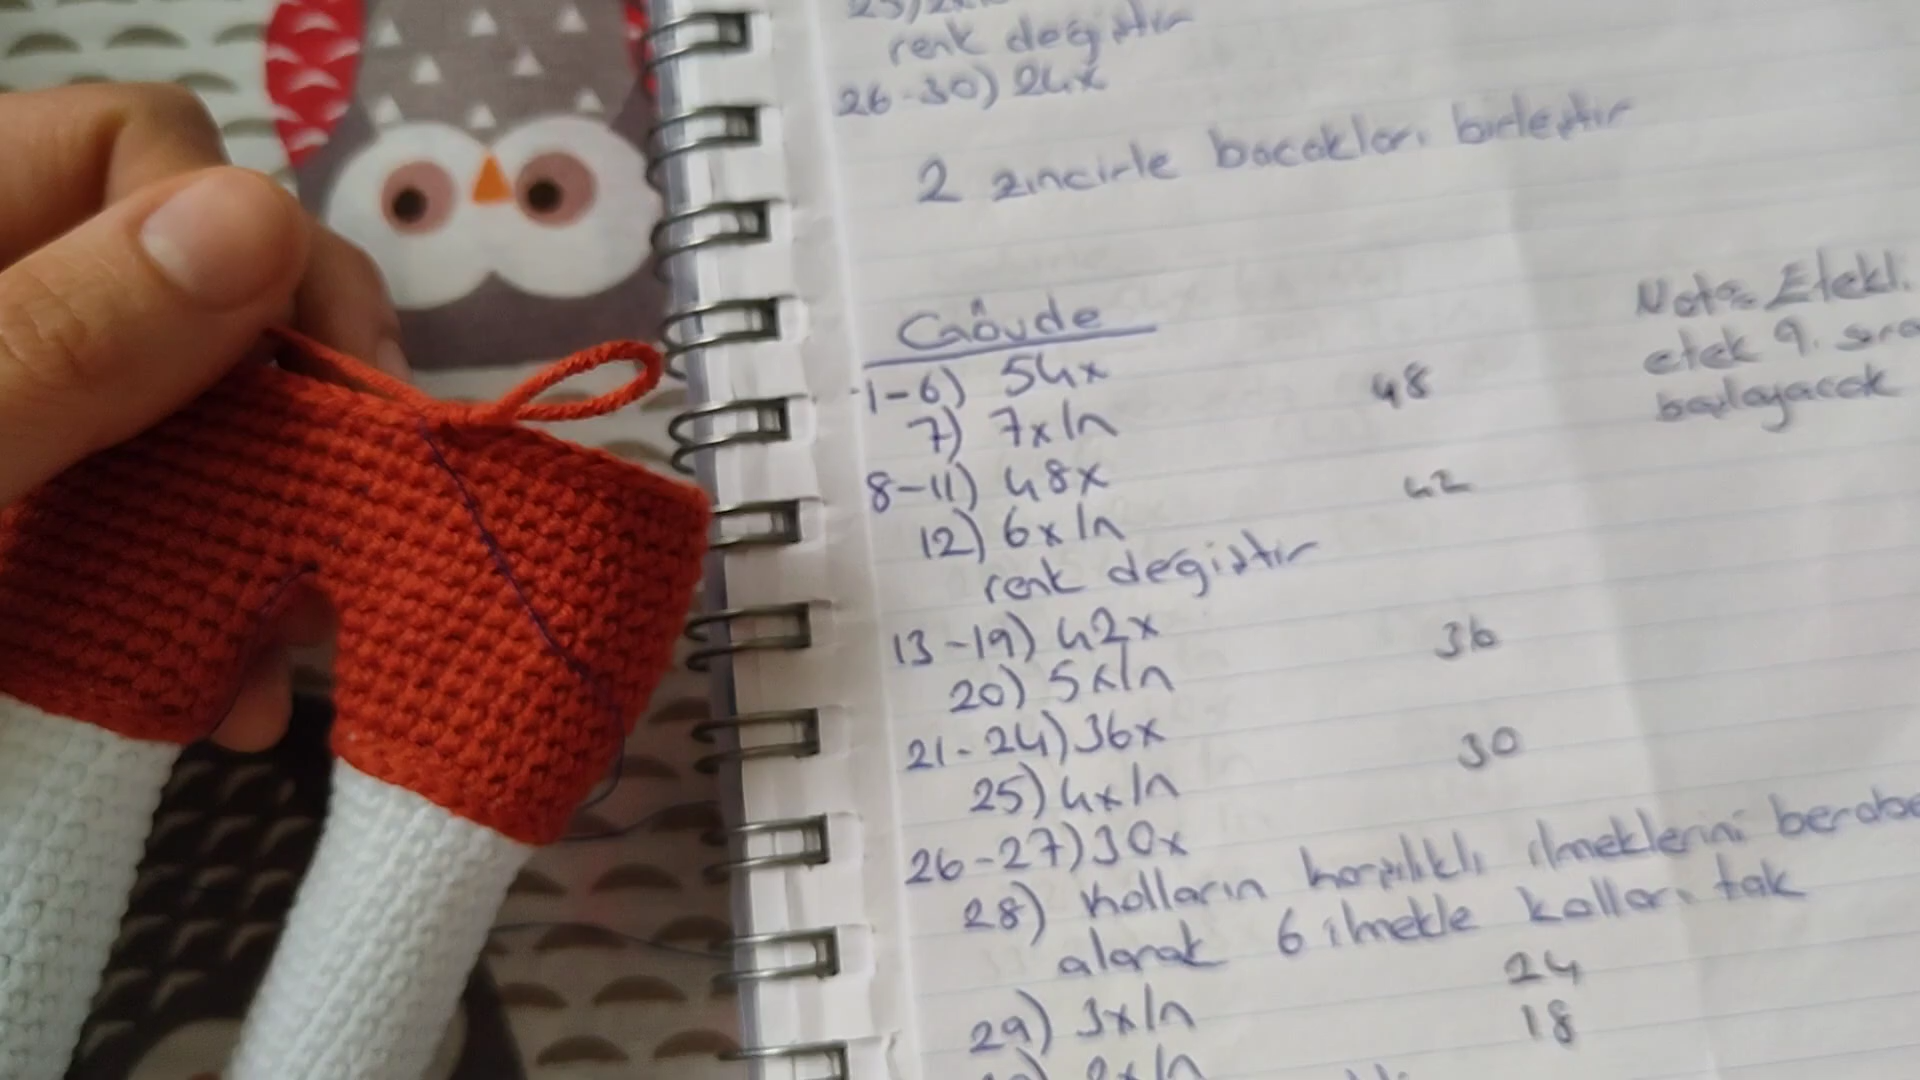 renk değiştir
26-30) 24x
2 zincirle bacakları birleştir
Gövde
Not: Etekli
1-6) 54x
etek 9. sıra
7) 7x1n 48
başlayacak
8-11) 48x
12) 6x1n 42
renk değiştir
13-19) 42x
20) 5x1n 36
21-24) 36x
25) 4x1n 30
26-27) 30x
28) Kolların karşılıklı ilmeklerini
alarak 6 ilmekle kolları tak
29) 3x1n 24
2x1n 18